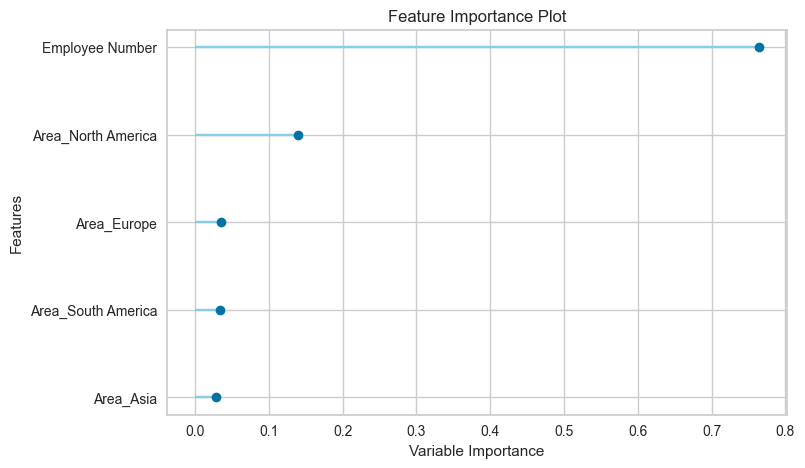 Feature Importance Plot
Features
Employee Number
Area_North America
Area_Europe
Area_South America
Area_Asia
0.0 0.1 0.2 0.3 0.4 0.5 0.6 0.7 0.8
Variable Importance